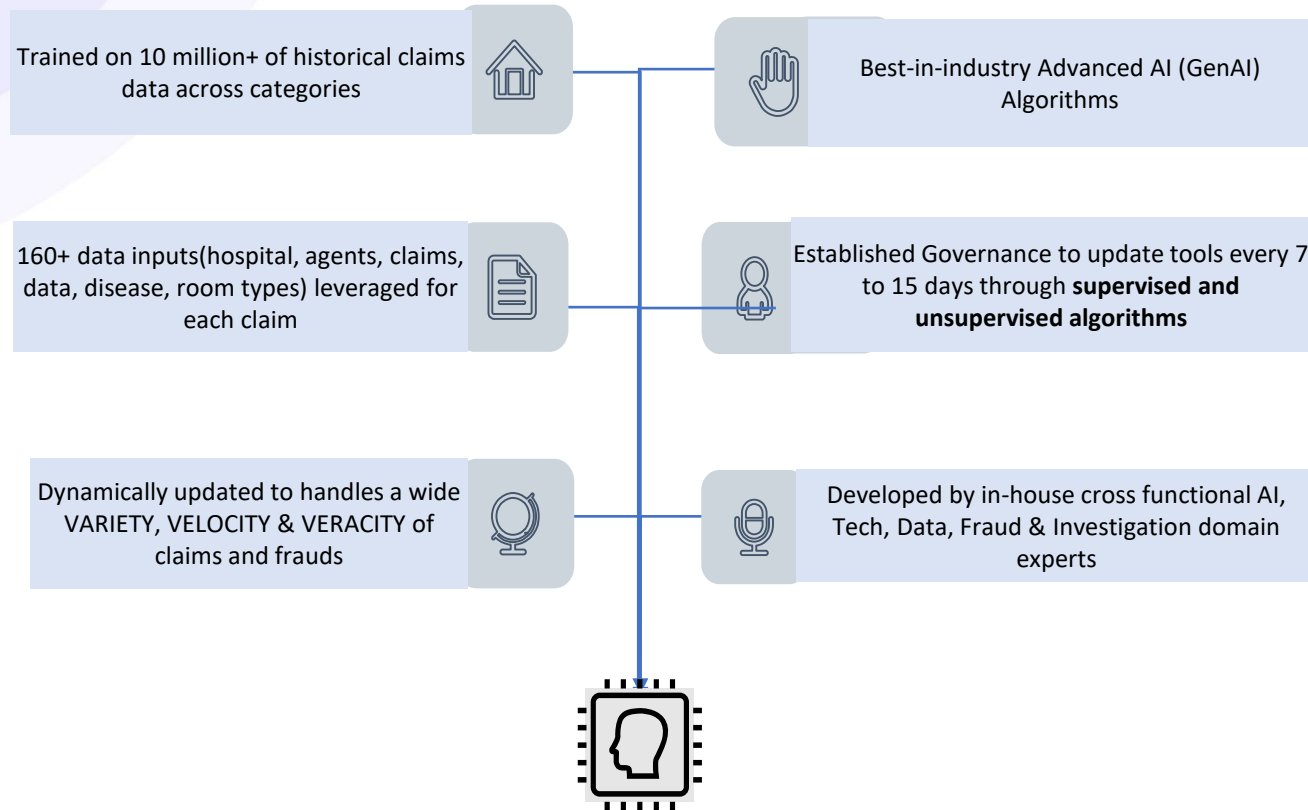 Trained on 10 million+ of historical claims
data across categories
Best-in-industry Advanced AI (GenAI)
Algorithms
160+ data inputs(hospital, agents, claims,
data, disease, room types) leveraged for
each claim
Established Governance to update tools every 7
to 15 days through supervised and
unsupervised algorithms
Dynamically updated to handles a wide
VARIETY, VELOCITY & VERACITY of
claims and frauds
Developed by in-house cross functional AI,
Tech, Data, Fraud & Investigation domain
experts